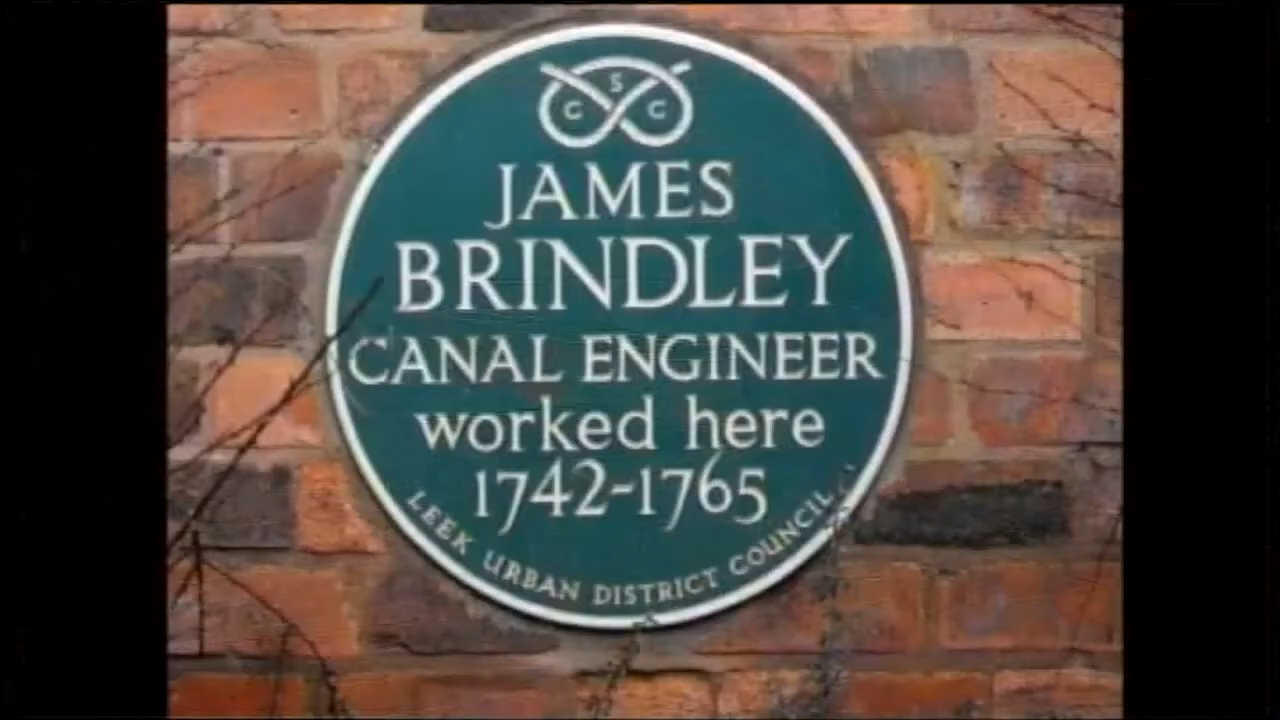 S
C C
JAMES
BRINDLEY
CANAL ENGINEER
worked here
1742-1765
LEEK URBAN DISTRICT COUNCIL